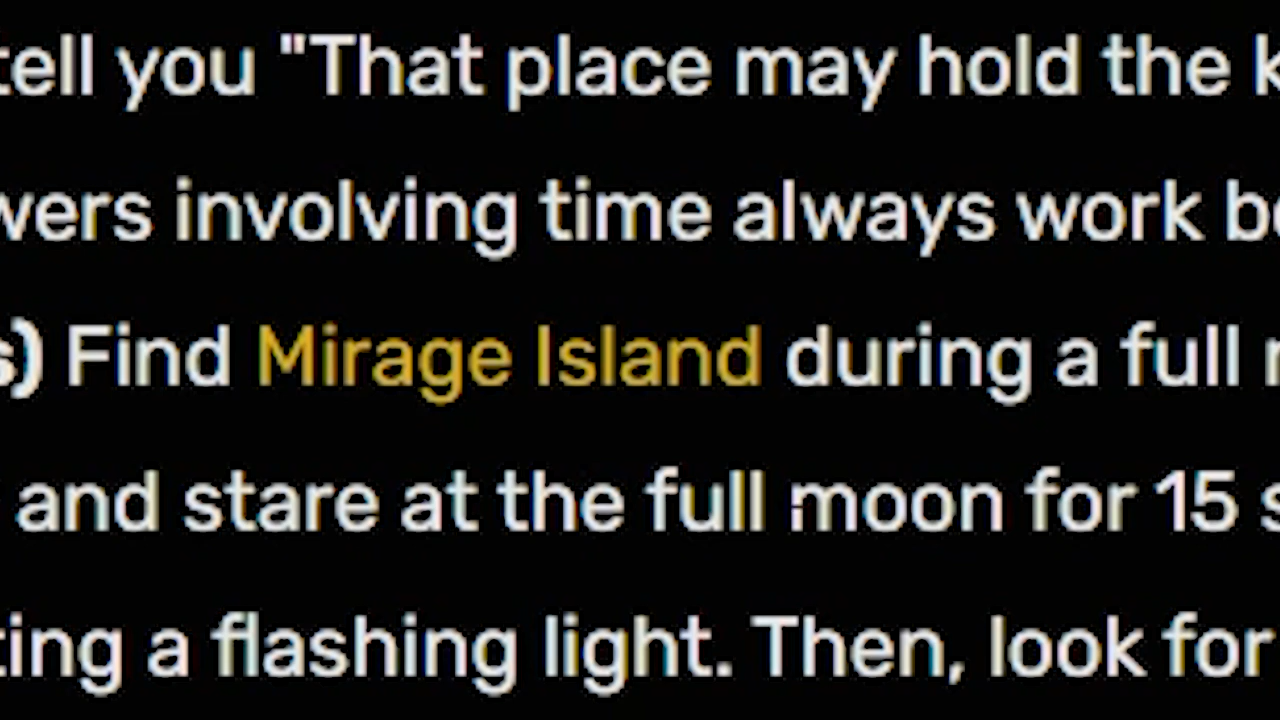 tell you "That place may hold the k
wers involving time always work be
s) Find Mirage Island during a full
and stare at the full moon for 15 s
ting a flashing light. Then, look for